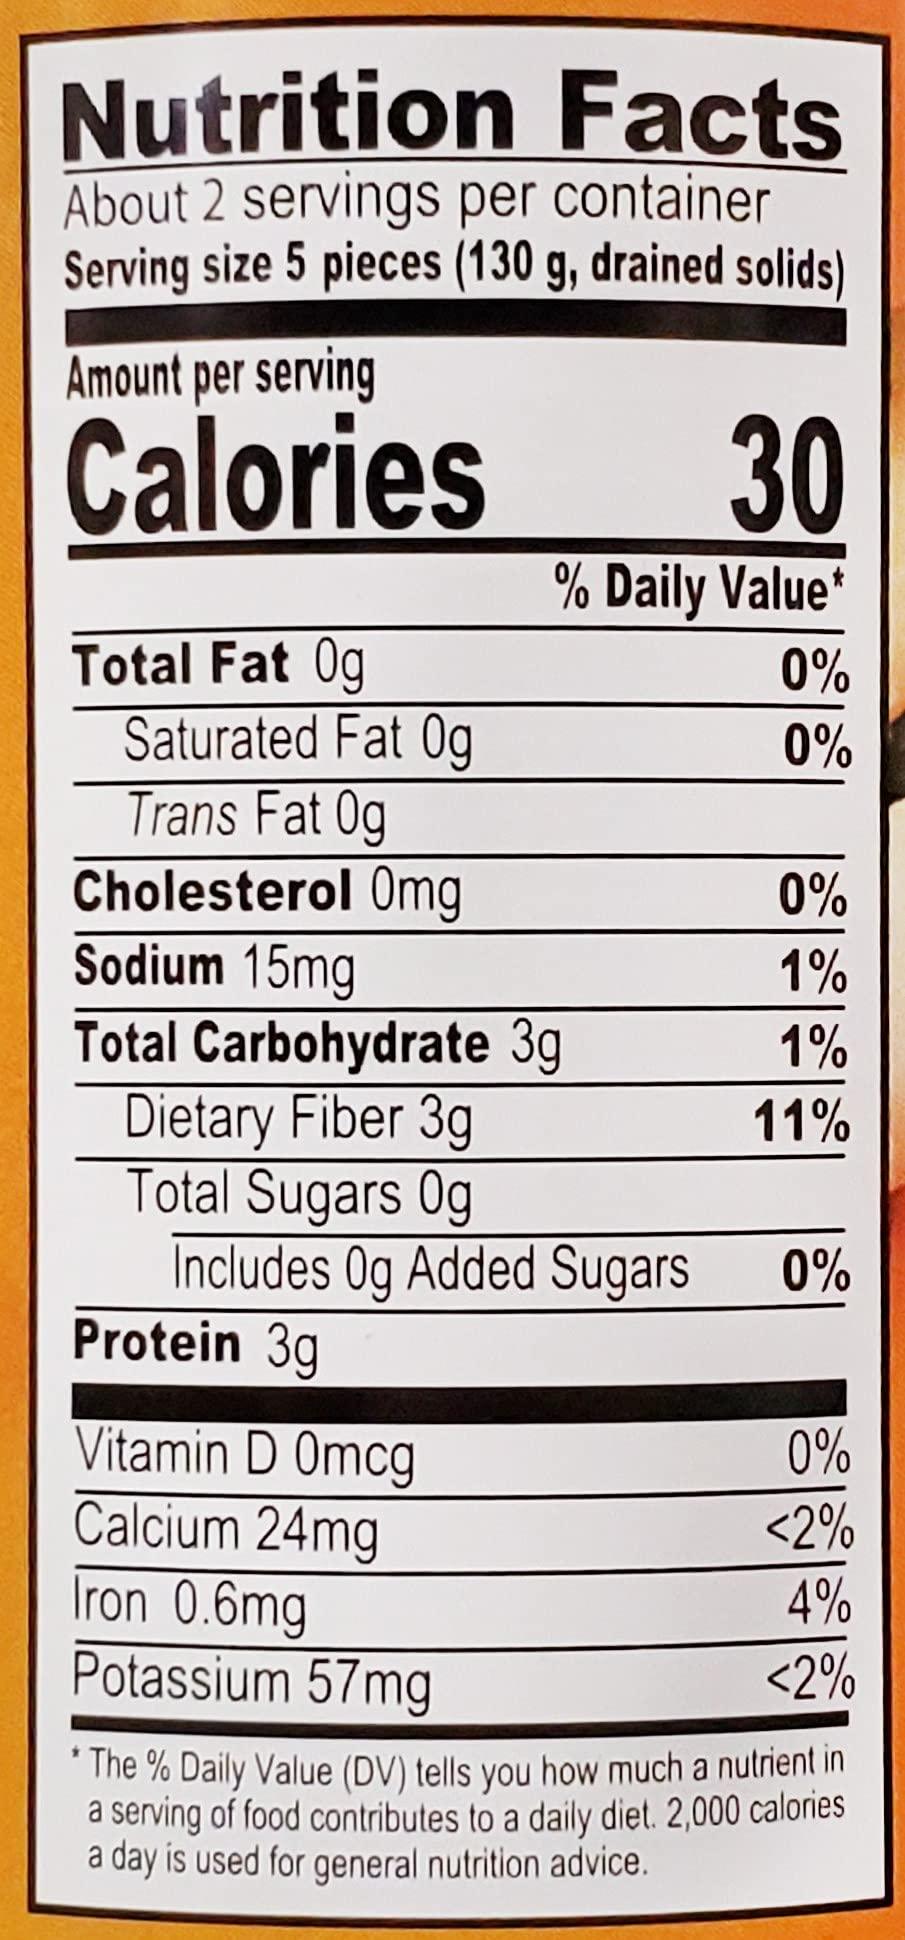 Nutrition Facts
About 2 servings per container
Serving size 5 pieces (130 g, drained solids)
Amount per serving
Calories 30
% Daily Value*
Total Fat 0g 0%
Saturated Fat 0g 0%
Trans Fat 0g
Cholesterol 0mg 0%
Sodium 15mg 1%
Total Carbohydrate 3g 1%
Dietary Fiber 3g 11%
Total Sugars 0g
Includes 0g Added Sugars 0%
Protein 3g
Vitamin D 0mcg 0%
Calcium 24mg <2%
Iron 0.6mg 4%
Potassium 57mg <2%
* The % Daily Value (DV) tells you how much a nutrient in
a serving of food contributes to a daily diet. 2,000 calories
a day is used for general nutrition advice.